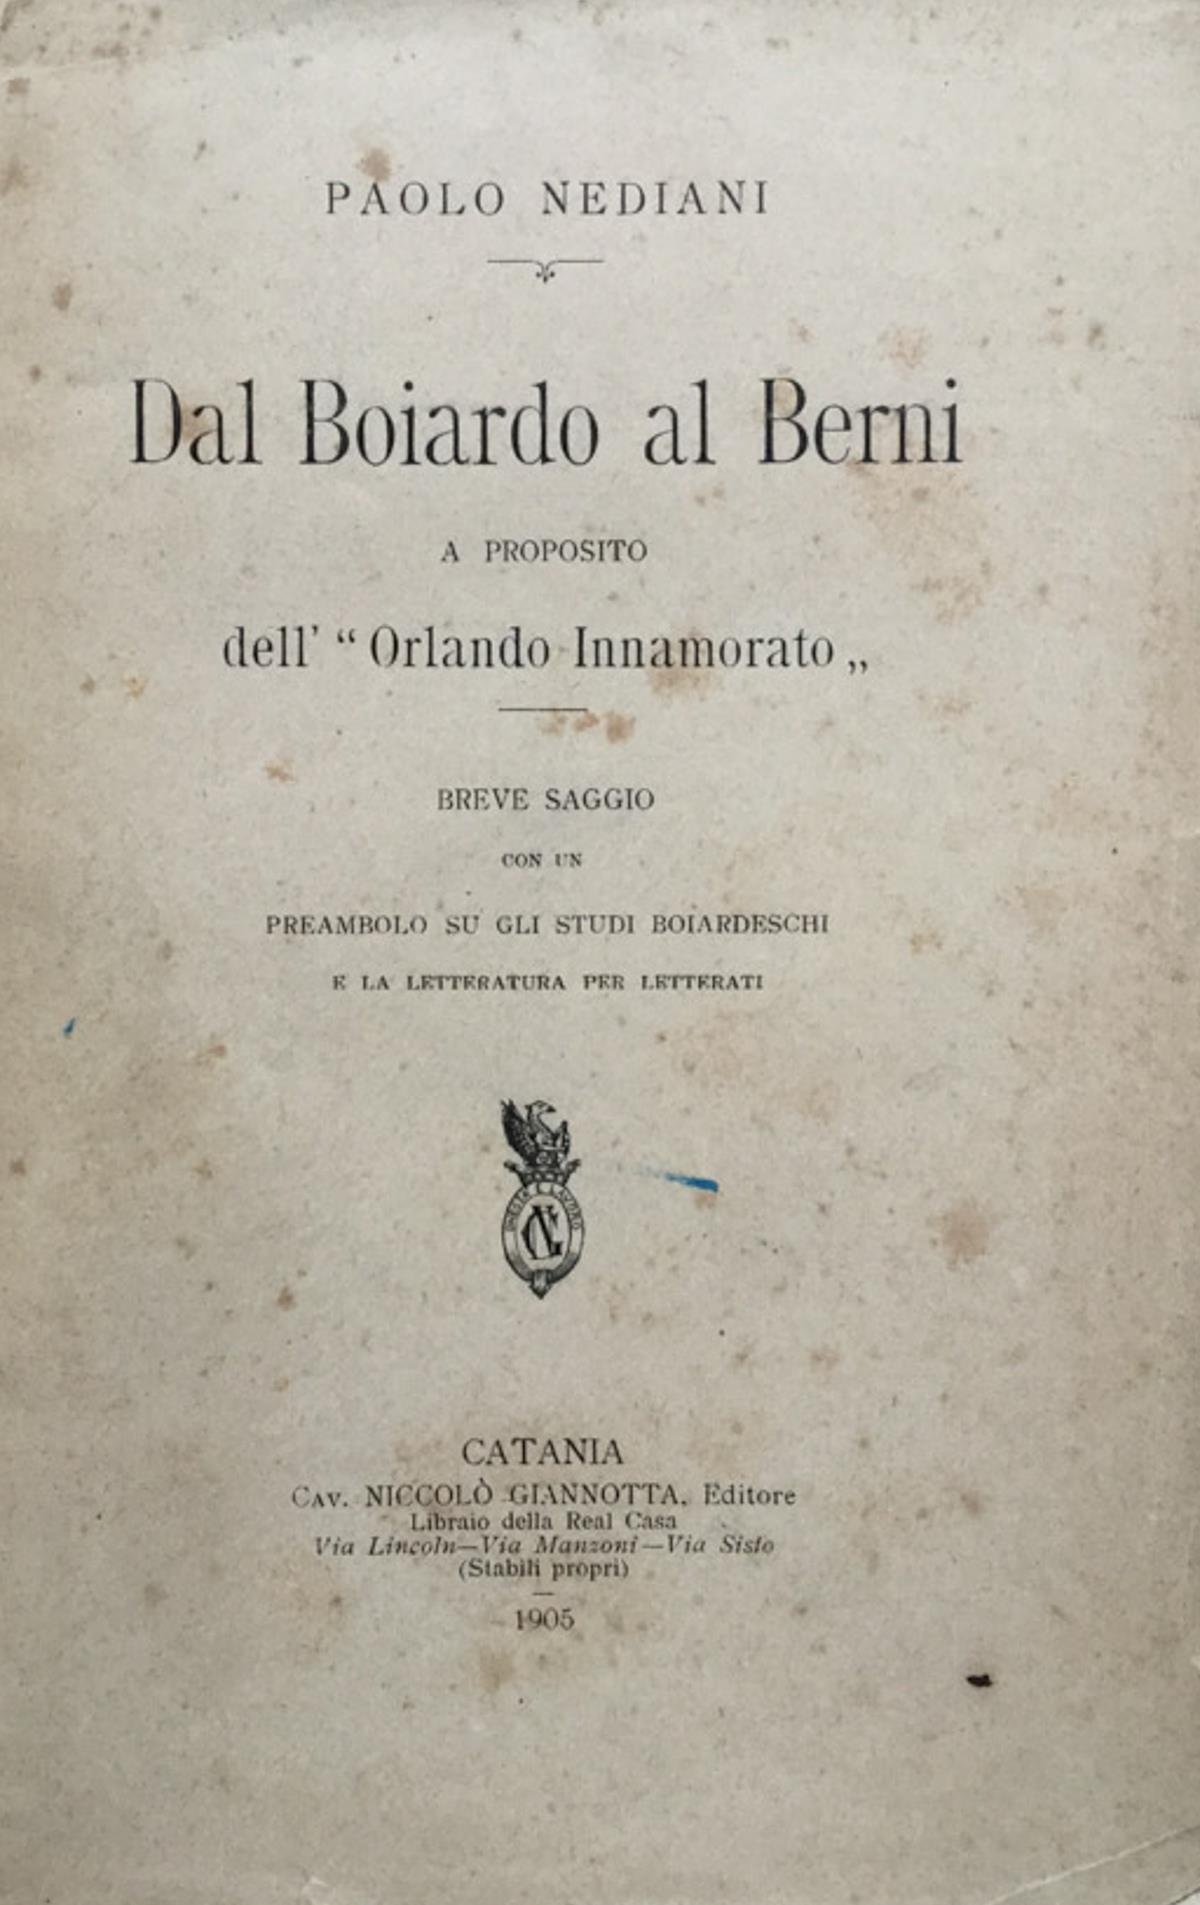 PAOLO NEDIANI
Dal Boiardo al Berni
A PROPOSITO
dell' “ Orlando Innamorato „
BREVE SAGGIO
CON UN
PREAMBOLO SU GLI STUDI BOIARDESCHI
E LA LETTERATURA PER LETTERATI
CATANIA
CAV. NICCOLÒ GIANNOTTA, Editore
Libraio della Real Casa
Via Lincoln—Via Manzoni—Via Sisto
(Stabili propri)
1905